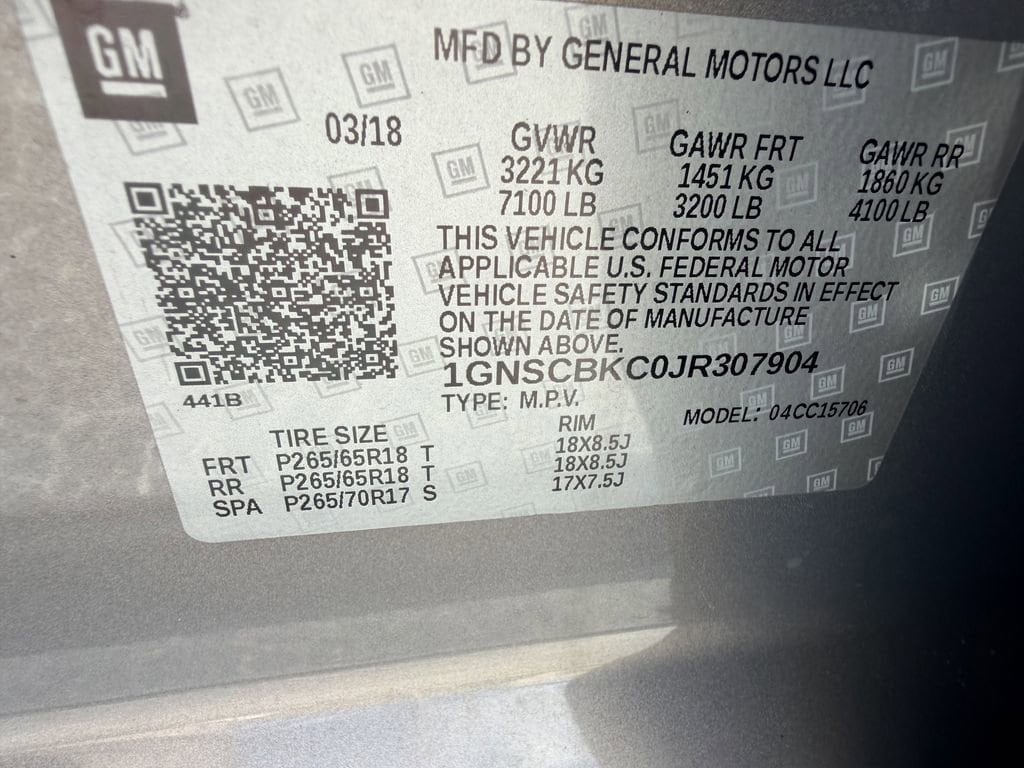 GM
MFD BY GENERAL MOTORS LLC
03/18
GVWR GAWR FRT GAWR RR
3221 KG 1451 KG 1860 KG
7100 LB 3200 LB 4100 LB
THIS VEHICLE CONFORMS TO ALL
APPLICABLE U.S. FEDERAL MOTOR
VEHICLE SAFETY STANDARDS IN EFFECT
ON THE DATE OF MANUFACTURE
SHOWN ABOVE.
1GNSCBKC0JR307904
441B
TYPE: M.P.V. MODEL: 04CC15706
TIRE SIZE RIM
FRT P265/65R18 T 18X8.5J
RR P265/65R18 T 18X8.5J
SPA P265/70R17 S 17X7.5J